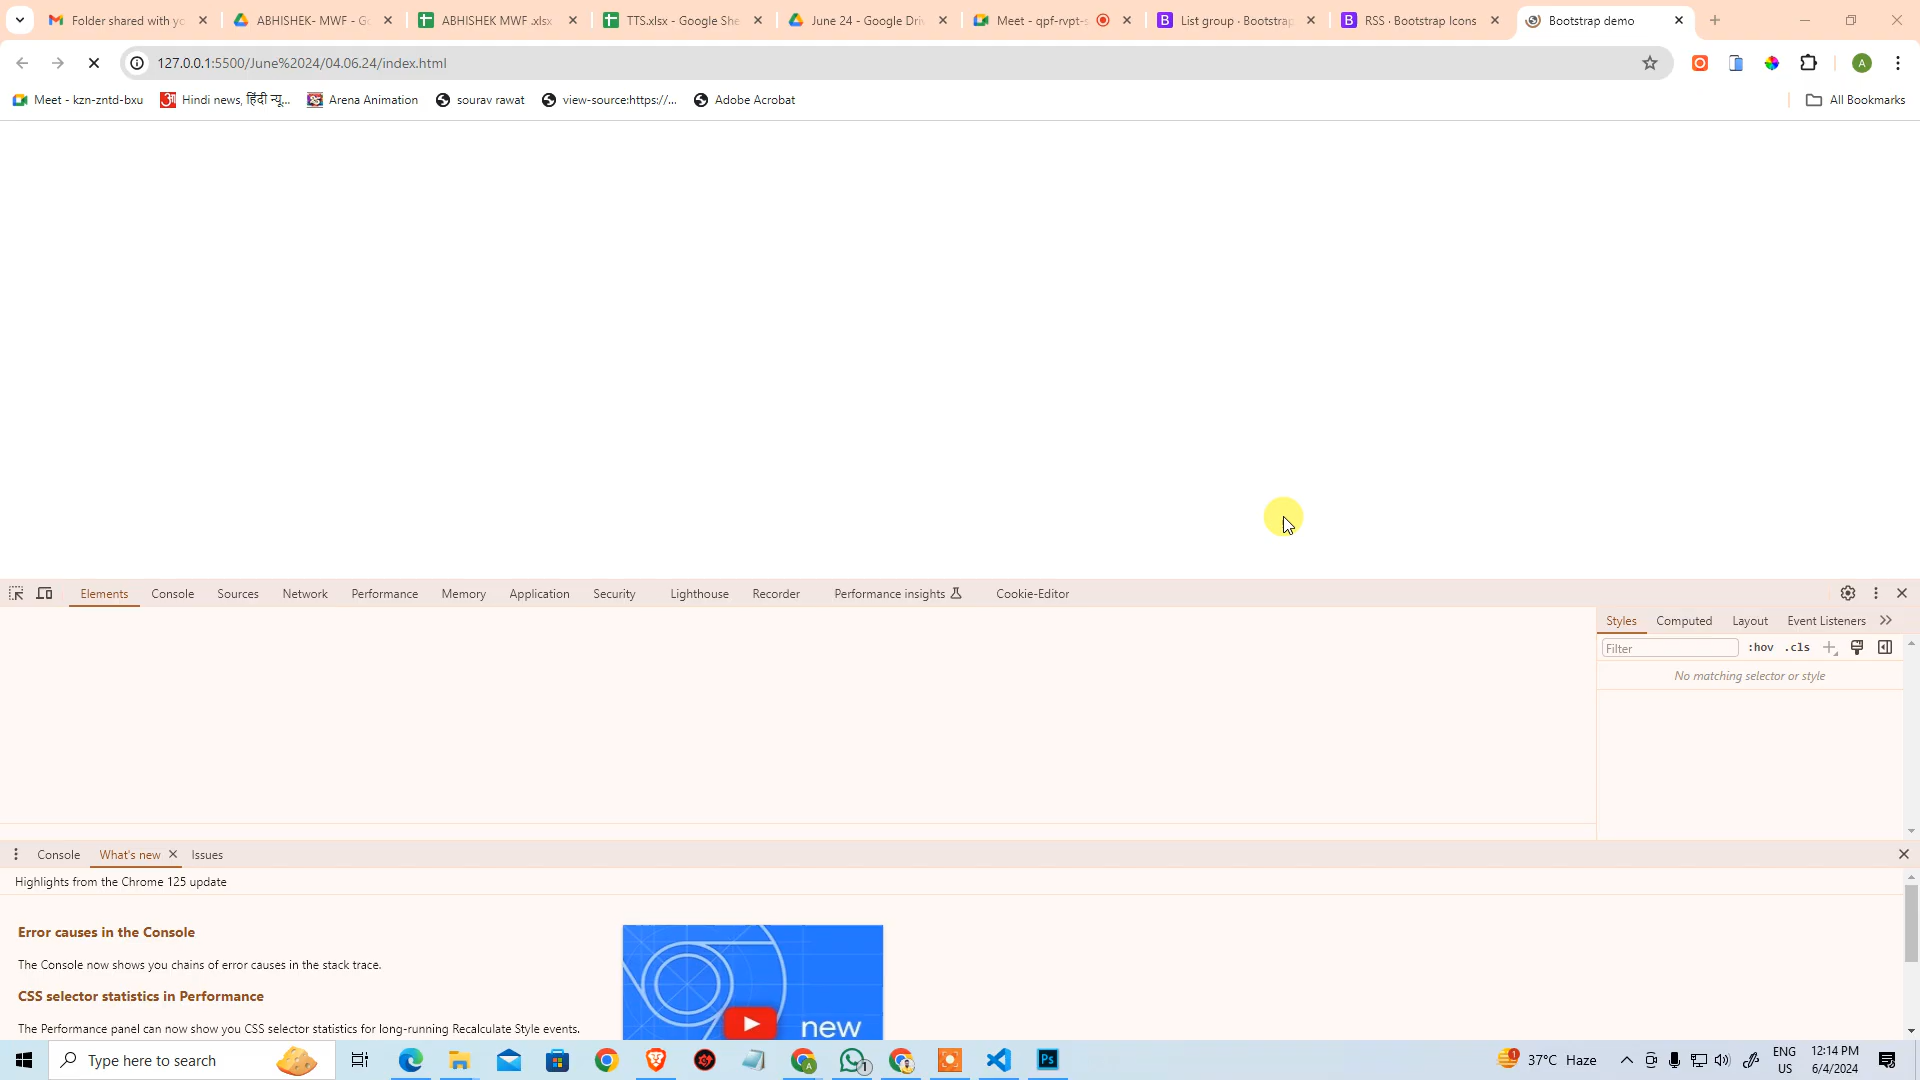 Folder shared with yo
ABHISHEK- MWF - Go
ABHISHEK MWF .xlsx
TTS.xlsx - Google She
June 24 - Google Driv
Meet - qpf-rvpt-s
List group · Bootstrap
RSS · Bootstrap Icons
Bootstrap demo
127.0.0.1:5500/June%2024/04.06.24/index.html
A
Meet - kzn-zntd-bxu
Hindi news, हिंदी न्यू...
Arena Animation
sourav rawat
view-source:https://...
Adobe Acrobat
All Bookmarks
Elements
Console
Sources
Network
Performance
Memory
Application
Security
Lighthouse
Recorder
Performance insights
Cookie-Editor
Styles
Computed
Layout
Event Listeners
Filter
:hov
.cls
No matching selector or style
Console
What's new
Issues
Highlights from the Chrome 125 update
Error causes in the Console
The Console now shows you chains of error causes in the stack trace.
CSS selector statistics in Performance
The Performance panel can now show you CSS selector statistics for long-running Recalculate Style events.
new
Type here to search
37°C Haze
ENG
US
12:14 PM
6/4/2024